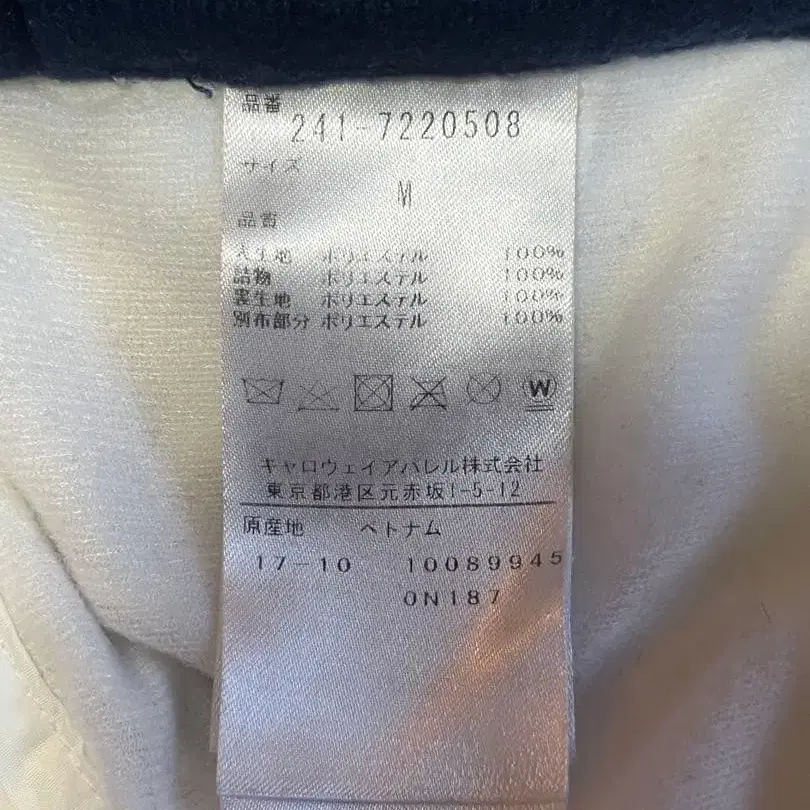 品番
241-7220508
サイズ
M
品質
表生地 ポリエステル 100%
詰物 ポリエステル 100%
裏生地 ポリエステル 100%
別布部分 ポリエステル 100%
W
キャロウェイアパレル株式会社
東京都港区元赤坂1-5-12
原産地 ベトナム
17-10 10089945
0N187